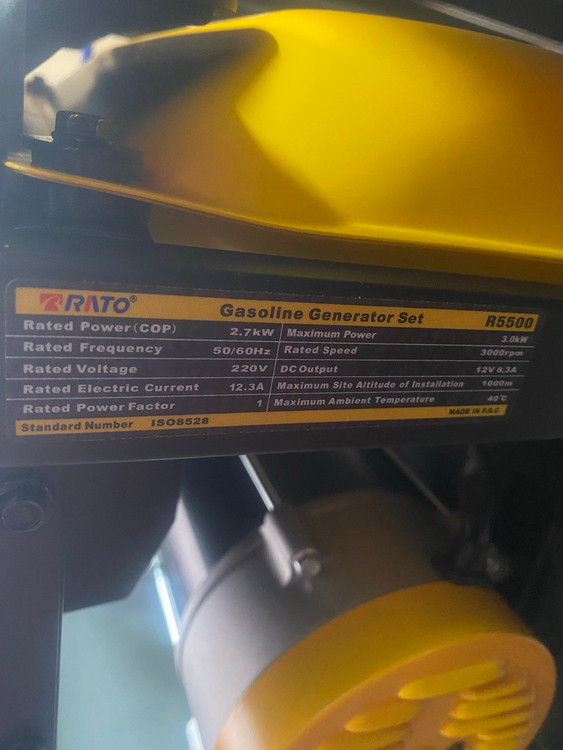 RATO® Gasoline Generator Set R5500
Rated Power(COP) 2.7kW Maximum Power 3.0kW
Rated Frequency 50/60Hz Rated Speed 3000rpm
Rated Voltage 220V DC Output 12V 8.3A
Rated Electric Current 12.3A Maximum Site Altitude of Installation 1000m
Rated Power Factor 1 Maximum Ambient Temperature 40°C
Standard Number ISO8528 MADE IN P.R.C